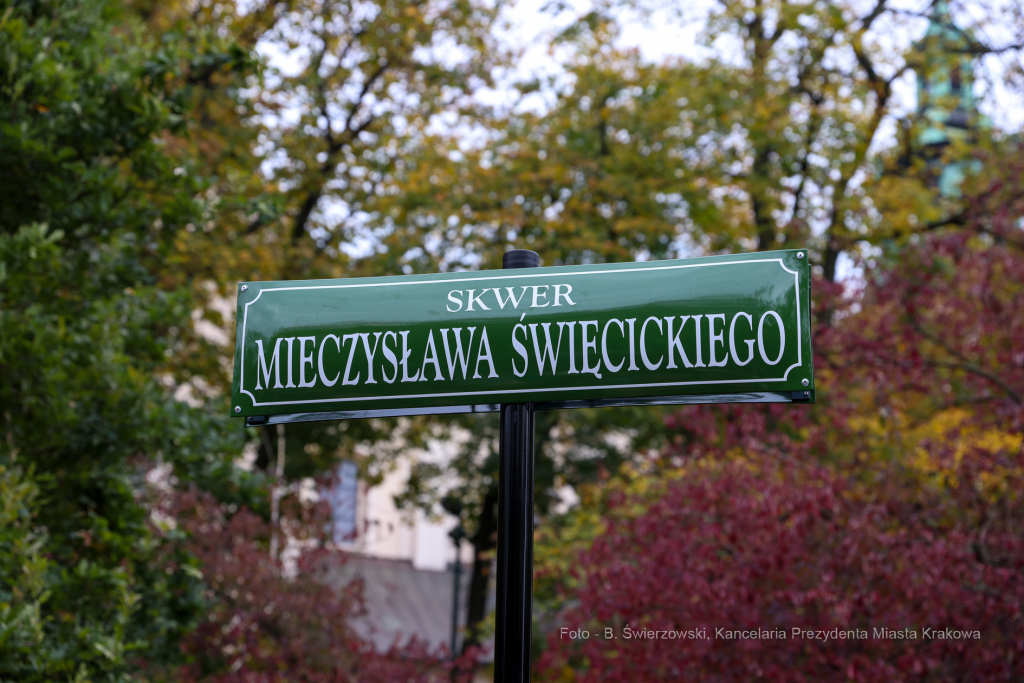 SKWER
MIECZYSŁAWA ŚWIĘCICKIEGO
Foto - B. Świerzowski, Kancelaria Prezydenta Miasta Krakowa